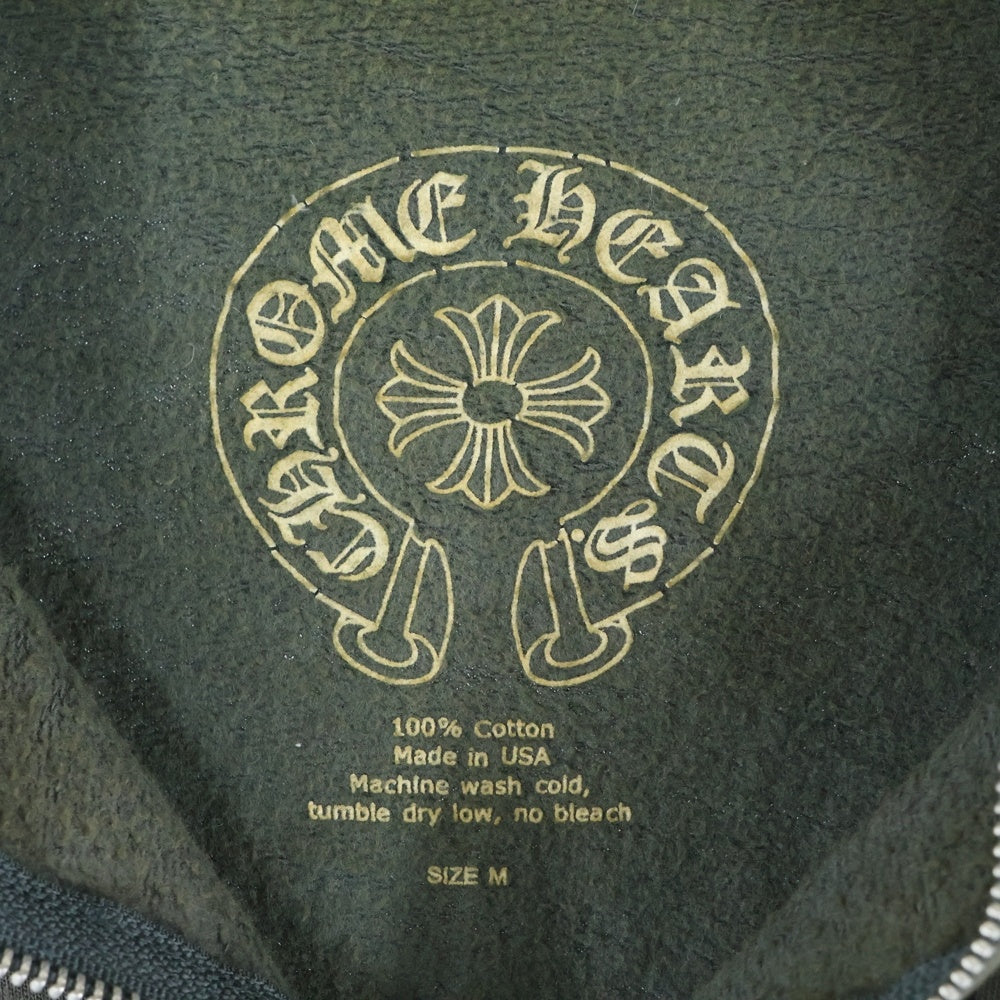 CHROME HEARTS
100% Cotton
Made in USA
Machine wash cold,
tumble dry low, no bleach
SIZE M